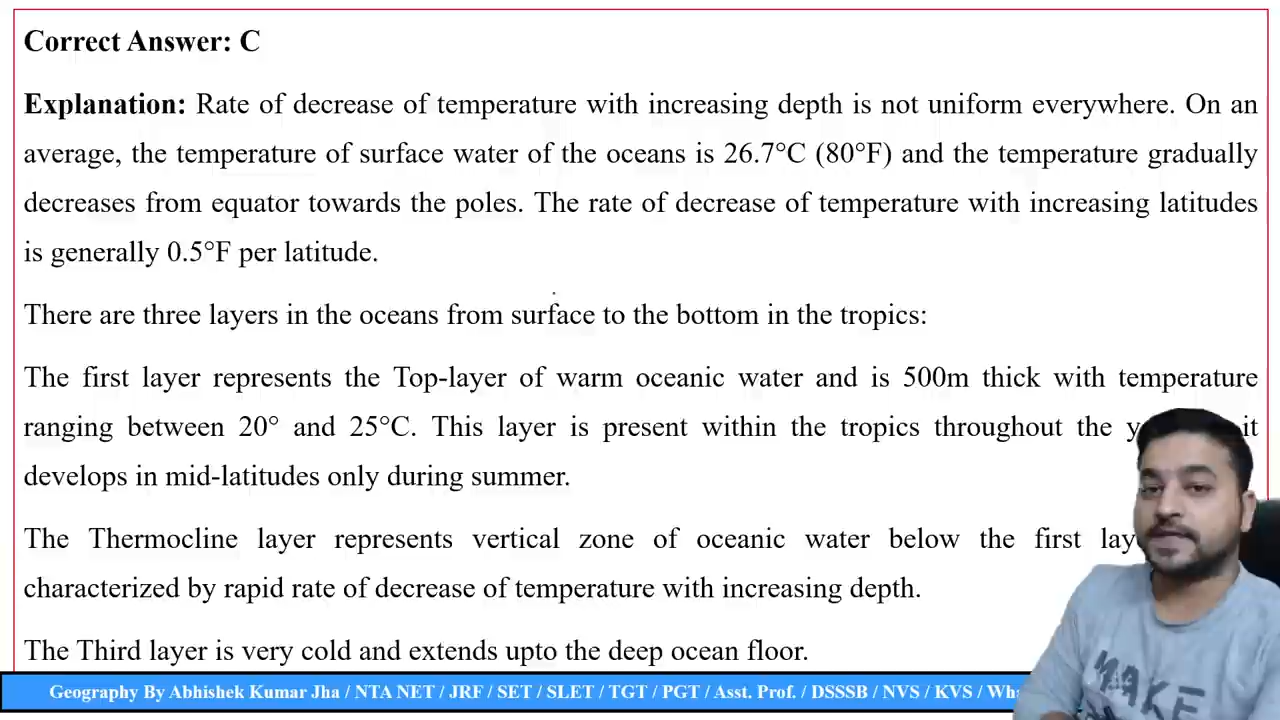 Correct Answer: C
Explanation: Rate of decrease of temperature with increasing depth is not uniform everywhere. On an
average, the temperature of surface water of the oceans is 26.7°C (80°F) and the temperature gradually
decreases from equator towards the poles. The rate of decrease of temperature with increasing latitudes
is generally 0.5°F per latitude.
There are three layers in the oceans from surface to the bottom in the tropics:
The first layer represents the Top-layer of warm oceanic water and is 500m thick with temperature
ranging between 20° and 25°C. This layer is present within the tropics throughout the it
develops in mid-latitudes only during summer.
The Thermocline layer represents vertical zone of oceanic water below the first
characterized by rapid rate of decrease of temperature with increasing depth.
The Third layer is very cold and extends upto the deep ocean floor.
Geography By Abhishek Kumar Jha / NTA NET / JRF / SET / SLET / TGT / PGT / Asst. Prof. / DSSSB / NVS / KVS /
MAKE